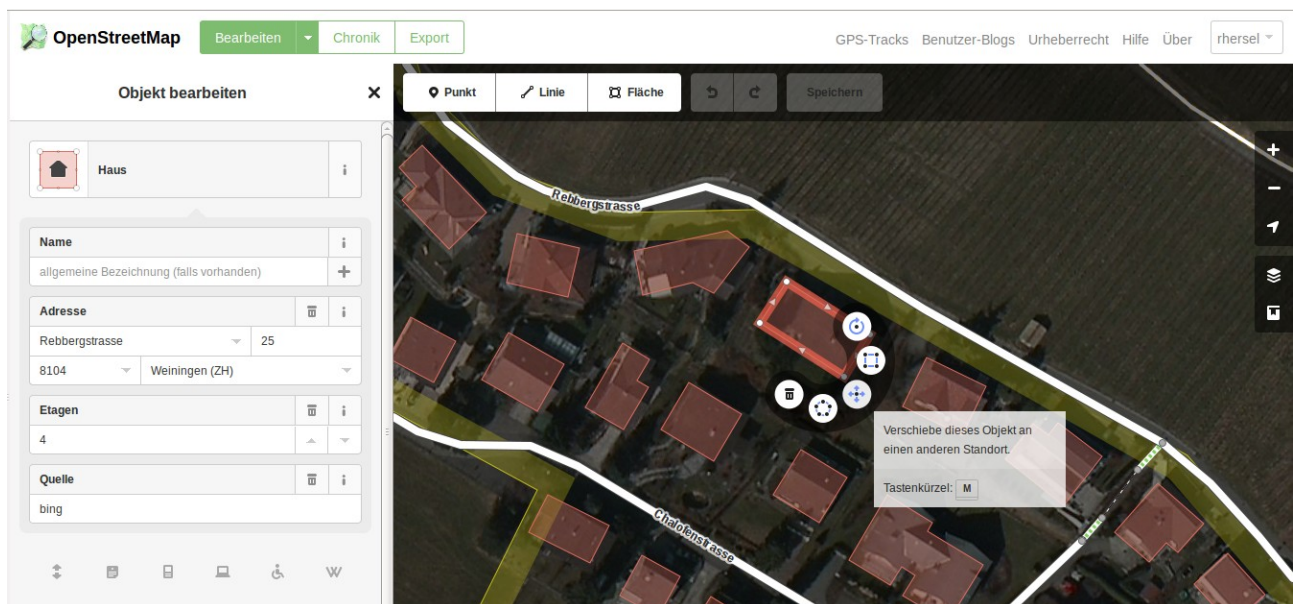 OpenStreetMap
Bearbeiten
Chronik
Export
GPS-Tracks Benutzer-Blogs Urheberrecht Hilfe Über
rhersel
Objekt bearbeiten
Punkt
Linie
Fläche
Speichern
Haus
Name
allgemeine Bezeichnung (falls vorhanden)
Adresse
Rebbergstrasse
25
8104
Weiningen (ZH)
Etagen
4
Quelle
bing
Rebbergstrasse
Verschiebe dieses Objekt an
einen anderen Standort.
Tastenkürzel: M
Chalofenstrasse